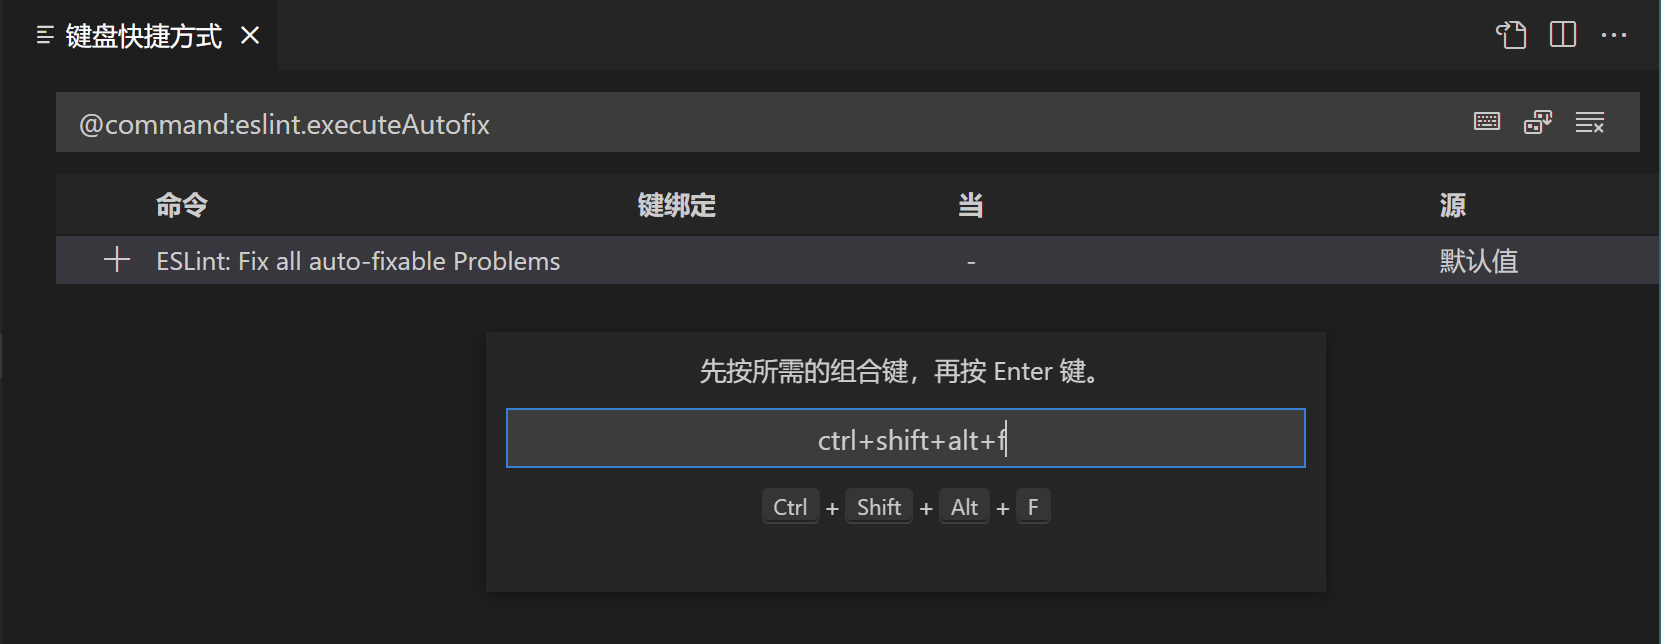 键盘快捷方式
@command:eslint.executeAutofix
命令 键绑定 当 源
ESLint: Fix all auto-fixable Problems - 默认值
先按所需的组合键，再按 Enter 键。
ctrl+shift+alt+f
Ctrl + Shift + Alt + F